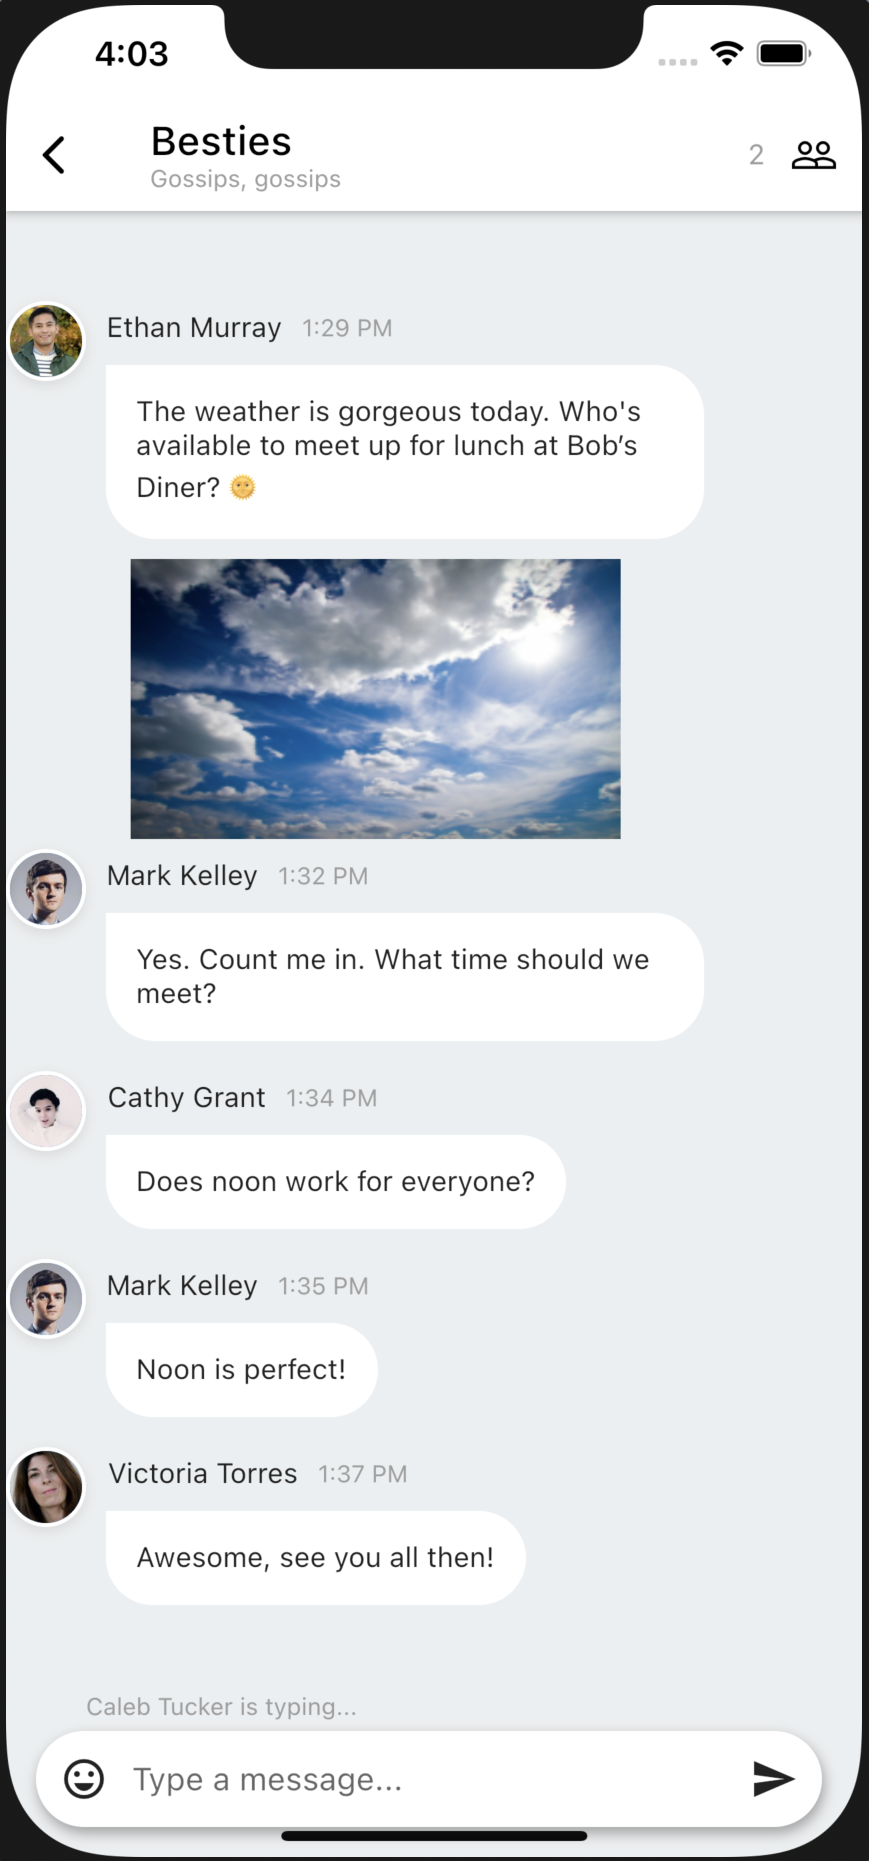 4:03
Besties
Gossips, gossips
2
Ethan Murray 1:29 PM
The weather is gorgeous today. Who's
available to meet up for lunch at Bob’s
Diner? 🌞
Mark Kelley 1:32 PM
Yes. Count me in. What time should we
meet?
Cathy Grant 1:34 PM
Does noon work for everyone?
Mark Kelley 1:35 PM
Noon is perfect!
Victoria Torres 1:37 PM
Awesome, see you all then!
Caleb Tucker is typing...
Type a message...